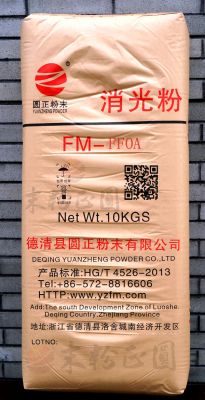 圆正粉末
YUANZHENG POWDER
消光粉
FM-FFOA
Net Wt.10KGS
德清县圆正粉末有限公司
DEQING YUANZHENG POWDER CO.,LTD.
产品标准:HG/T 4526-2013
Tel:+86-572-8816606
HTTP:www.yzfm.com
Add:The south Development Zone of Luoshe.
Deqing Country.Zhejiang Province
地址:浙江省德清县洛舍城南经济开发区
LOTNO: